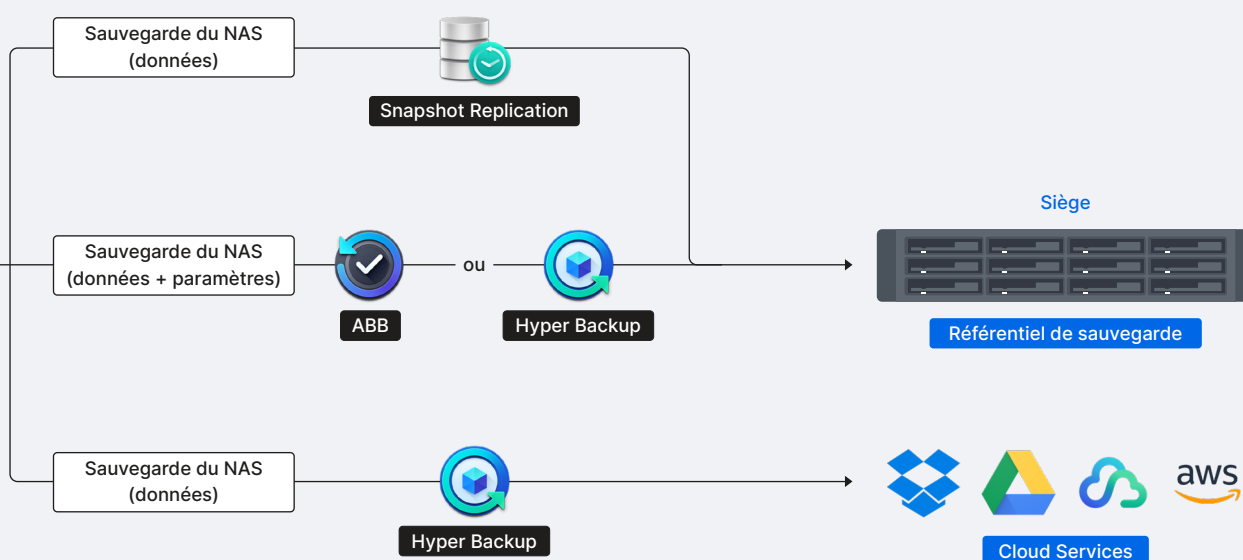 Sauvegarde du NAS
(données)
Snapshot Replication
Siège
Sauvegarde du NAS
(données + paramètres)
ou
ABB
Hyper Backup
Référentiel de sauvegarde
Sauvegarde du NAS
(données)
aws
Hyper Backup
Cloud Services